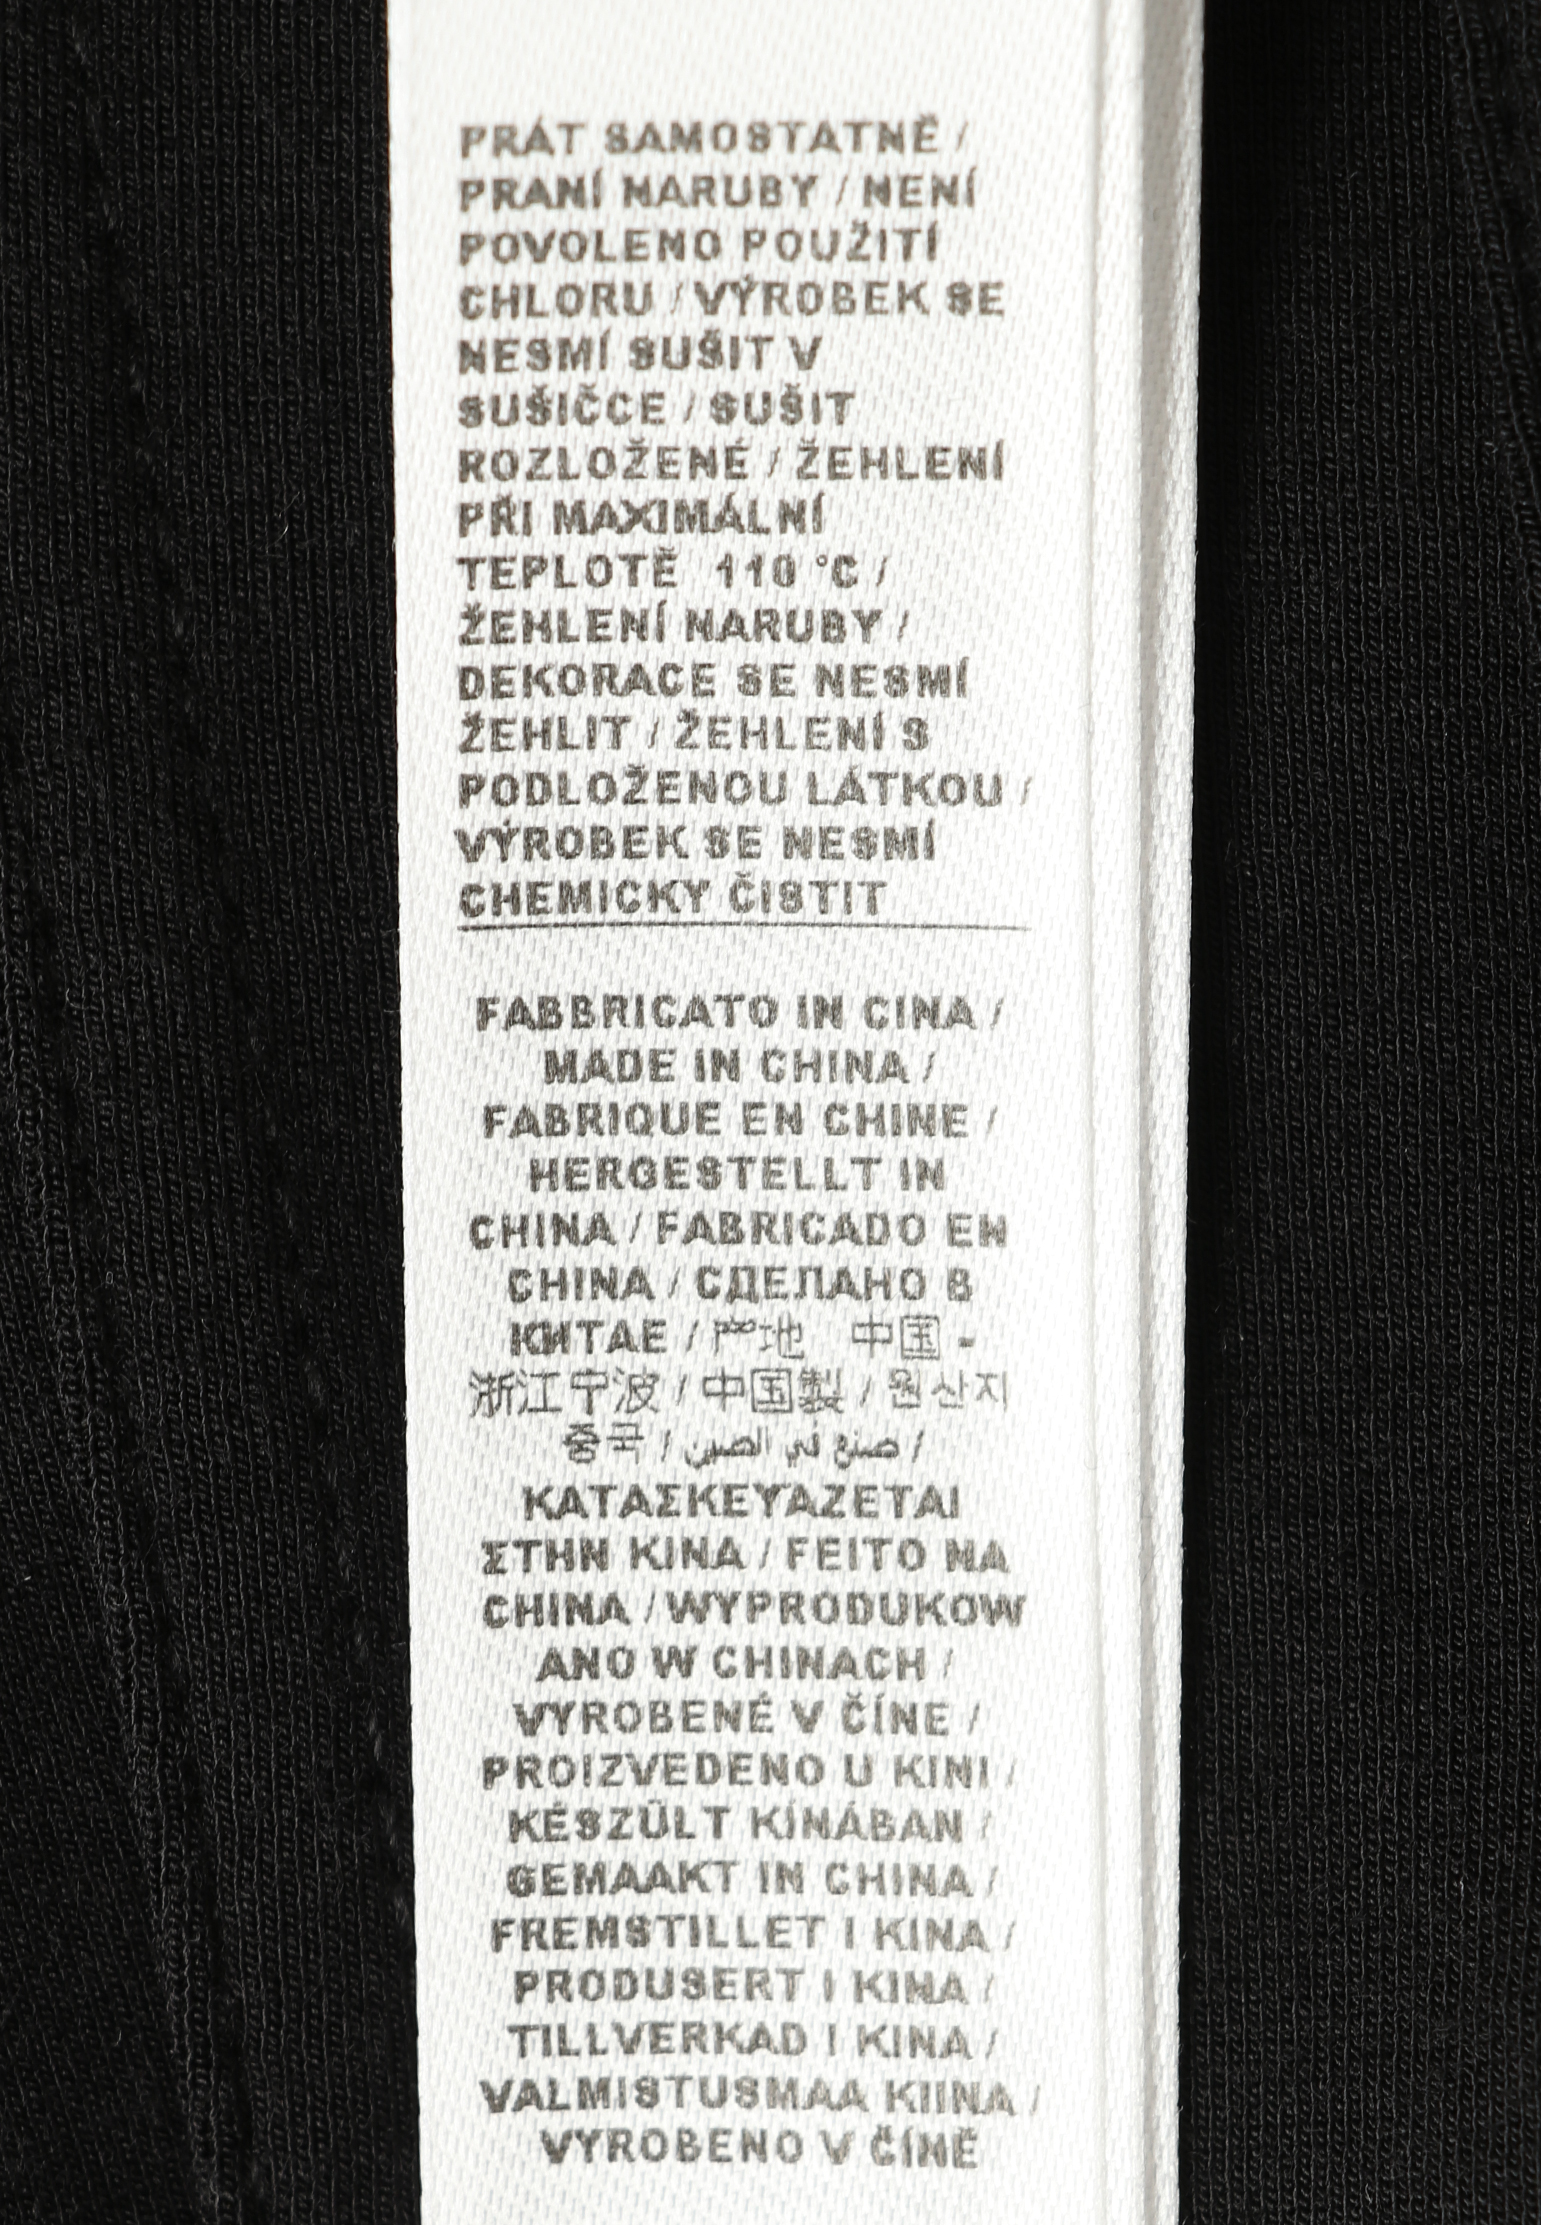 PRÁT SAMOSTATNĚ /
PRANÍ NARUBY / NENÍ
POVOLENO POUŽITÍ
CHLORU / VÝROBEK SE
NESMÍ SUŠIT V
SUŠIČCE / SUŠIT
ROZLOŽENÉ / ŽEHLENÍ
PŘI MAXIMÁLNÍ
TEPLOTĚ 110 °C /
ŽEHLENÍ NARUBY /
DEKORACE SE NESMÍ
ŽEHLIT / ŽEHLENÍ S
PODLOŽENOU LÁTKOU /
VÝROBEK SE NESMÍ
CHEMICKY ČISTIT
FABBRICATO IN CINA /
MADE IN CHINA /
FABRIQUE EN CHINE /
HERGESTELLT IN
CHINA / FABRICADO EN
CHINA / СДЕЛАНО В
КИТАЕ / 产地 中国 -
浙江宁波 / 中国製 / 원산지
중국 / صنع في الصين /
ΚΑΤΑΣΚΕΥΑΖΕΤΑΙ
ΣΤΗΝ ΚΙΝΑ / FEITO NA
CHINA / WYPRODUKOW
ANO W CHINACH /
VYROBENÉ V ČÍNE /
PROIZVEDENO U KINI /
KÉSZÜLT KÍNÁBAN /
GEMAAKT IN CHINA /
FREMSTILLET I KINA /
PRODUSERT I KINA /
TILLVERKAD I KINA /
VALMISTUSMAA KIINA /
VYROBENO V ČÍNĚ